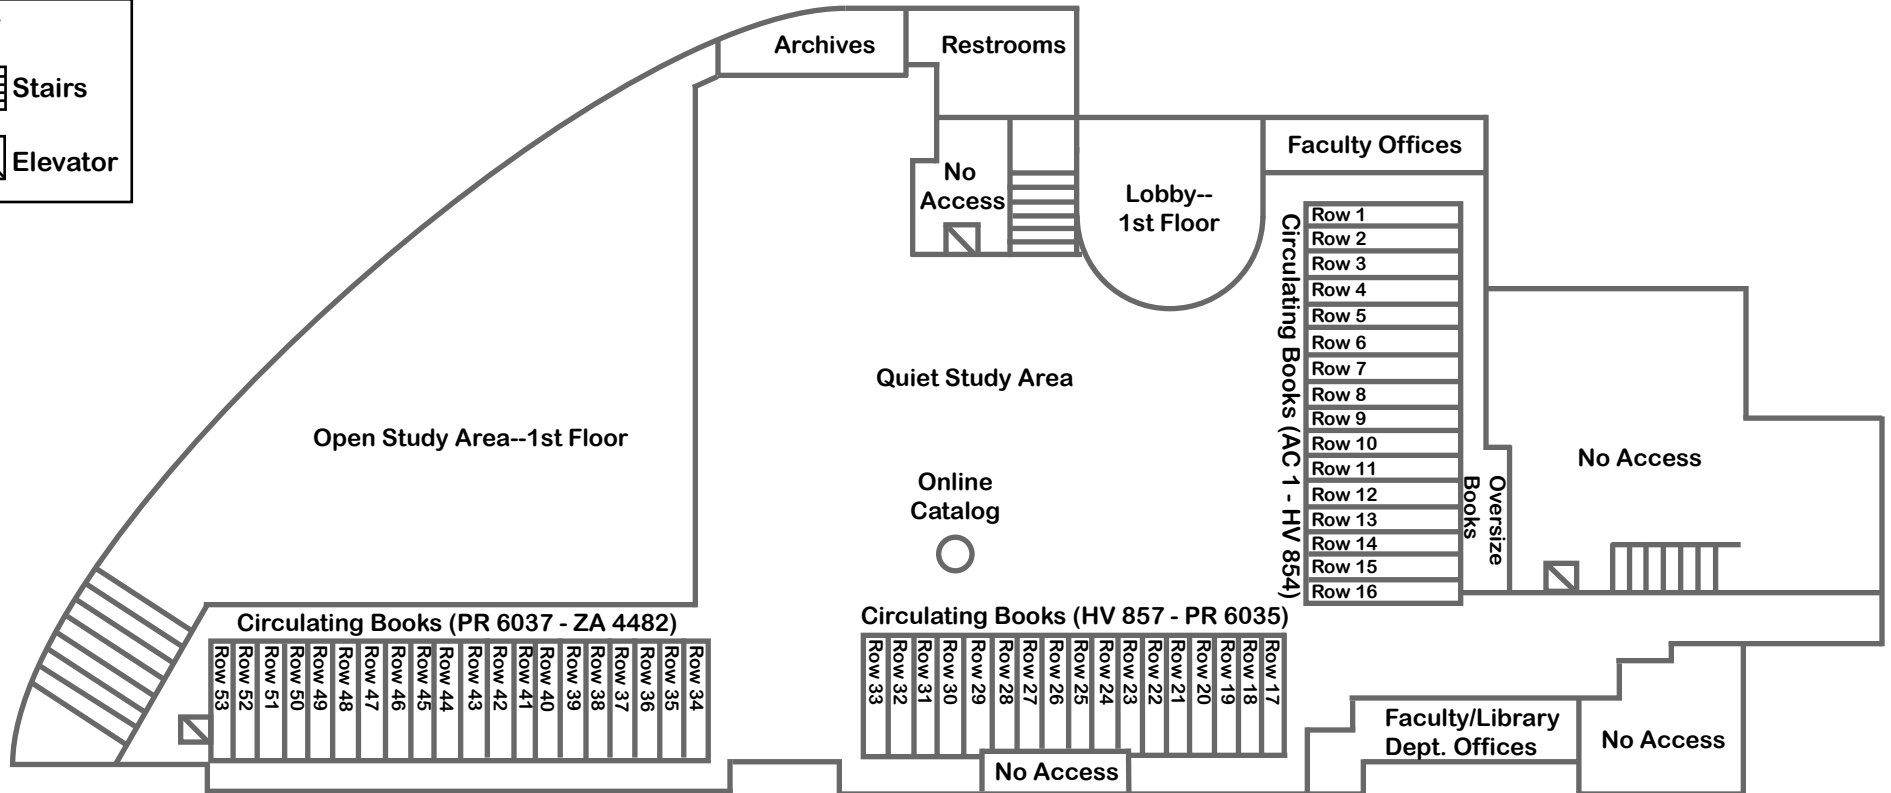 Stairs
Elevator
Archives
Restrooms
Faculty Offices
No
Access
Lobby--
1st Floor
Circulating Books (AC 1 - HV 854)
Row 1
Row 2
Row 3
Row 4
Row 5
Row 6
Row 7
Row 8
Row 9
Row 10
Row 11
Row 12
Row 13
Row 14
Row 15
Row 16
Oversize
Books
No Access
Quiet Study Area
Open Study Area--1st Floor
Online
Catalog
Circulating Books (PR 6037 - ZA 4482)
Row 53
Row 52
Row 51
Row 50
Row 49
Row 48
Row 47
Row 46
Row 45
Row 44
Row 43
Row 42
Row 41
Row 40
Row 39
Row 38
Row 37
Row 36
Row 35
Row 34
Circulating Books (HV 857 - PR 6035)
Row 33
Row 32
Row 31
Row 30
Row 29
Row 28
Row 27
Row 26
Row 25
Row 24
Row 23
Row 22
Row 21
Row 20
Row 19
Row 18
Row 17
No Access
Faculty/Library
Dept. Offices
No Access